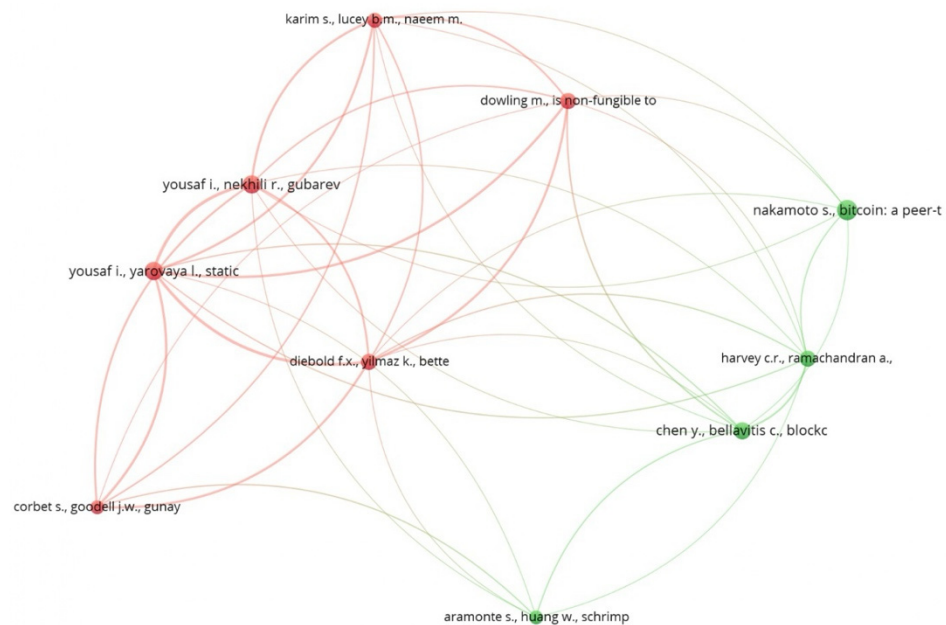 karim s., lucey b.m., naeem m.
dowling m., is non-fungible to
yousaf i., nekhili r., gubarev
nakamoto s., bitcoin: a peer-t
yousaf i., yarovaya l., static
diebold f.x., yilmaz k., bette
harvey c.r., ramachandran a.,
chen y., bellavitis c., blockc
corbet s., goodell j.w., gunay
aramonte s., huang w., schrimp